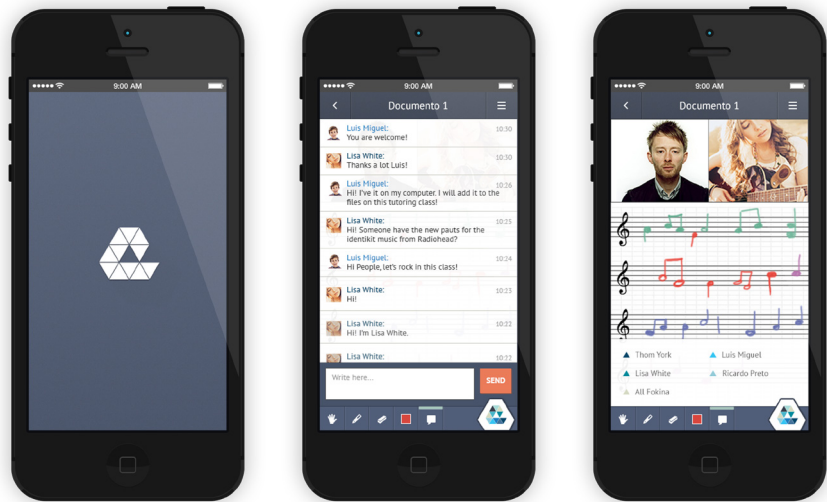 9:00 AM
9:00 AM
Documento 1
Luis Miguel:
10:30
You are welcome!
Lisa White:
10:30
Thanks a lot Luis!
Luis Miguel:
10:26
Hi! I've it on my computer. I will add it to the
files on this tutoring class!
Lisa White:
10:25
Hi! Someone have the new pauts for the
identikit music from Radiohead?
Luis Miguel:
10:24
Hi People, let's rock in this class!
Lisa White:
10:23
Hi!
Lisa White:
10:22
Hi! I'm Lisa White.
Lisa White:
10:22
Write here...
SEND
9:00 AM
Documento 1
Thom York
Luis Miguel
Lisa White
Ricardo Preto
All Fokina